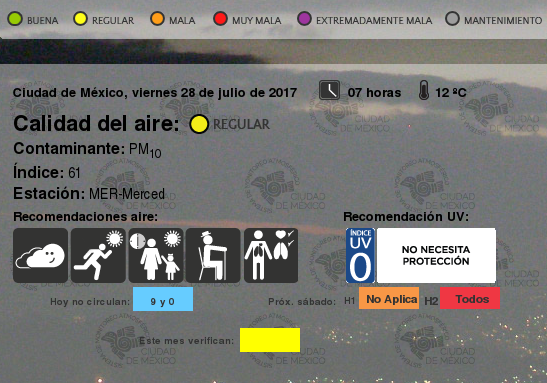 BUENA REGULAR MALA MUY MALA EXTREMADAMENTE MALA MANTENIMIENTO
Ciudad de México, viernes 28 de julio de 2017 07 horas 12 ºC
Calidad del aire: REGULAR
Contaminante: PM10
Índice: 61
Estación: MER-Merced
Recomendaciones aire: Recomendación UV:
ÍNDICE UV 0 NO NECESITA PROTECCIÓN
Hoy no circulan: 9 y 0 Próx. sábado: H1 No Aplica H2 Todos
Este mes verifican:
CIUDAD DE MÉXICO